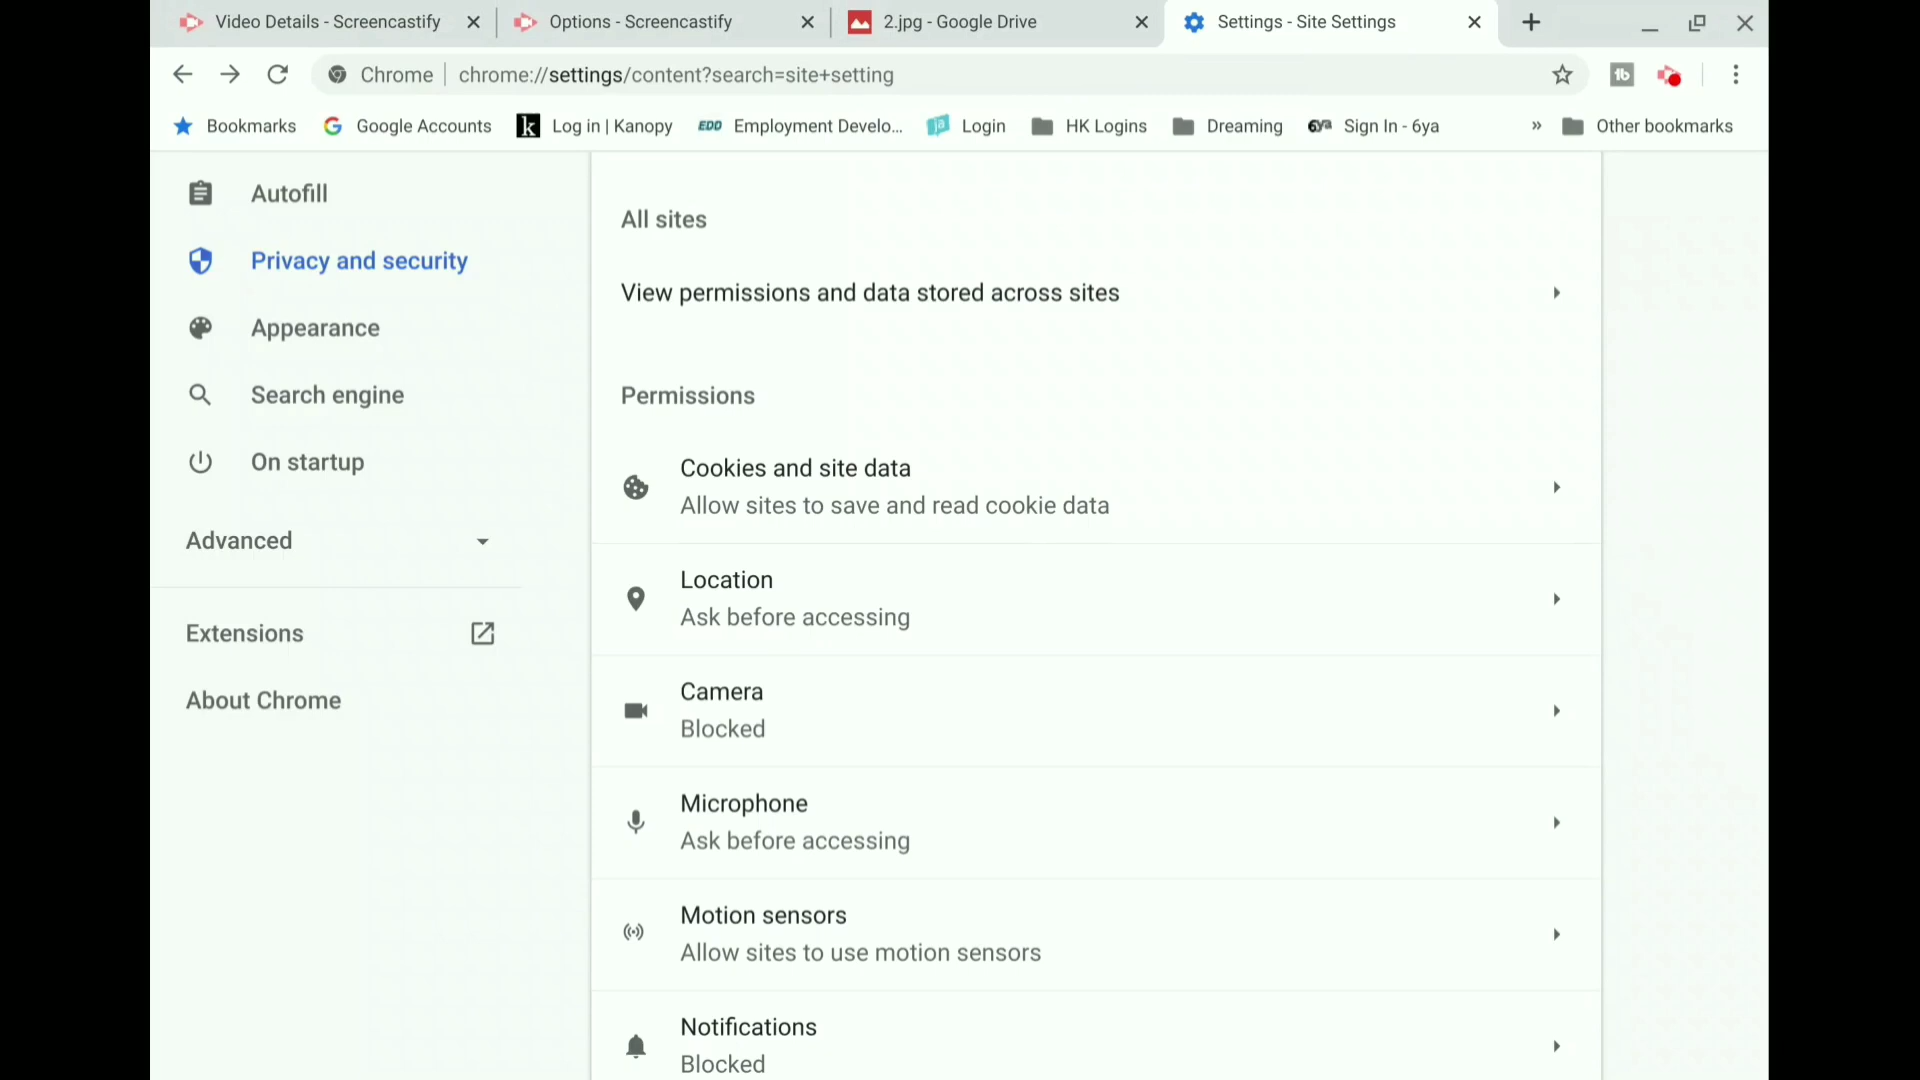 Video Details - Screencastify
Options - Screencastify
2.jpg - Google Drive
Settings - Site Settings
Chrome
chrome://settings/content?search=site+setting
Bookmarks
Google Accounts
k
Log in | Kanopy
EDD
Employment Develo...
ja
Login
HK Logins
Dreaming
6ya
Sign In - 6ya
»
Other bookmarks
Autofill
Privacy and security
Appearance
Search engine
On startup
Advanced
Extensions
About Chrome
All sites
View permissions and data stored across sites
Permissions
Cookies and site data
Allow sites to save and read cookie data
Location
Ask before accessing
Camera
Blocked
Microphone
Ask before accessing
Motion sensors
Allow sites to use motion sensors
Notifications
Blocked